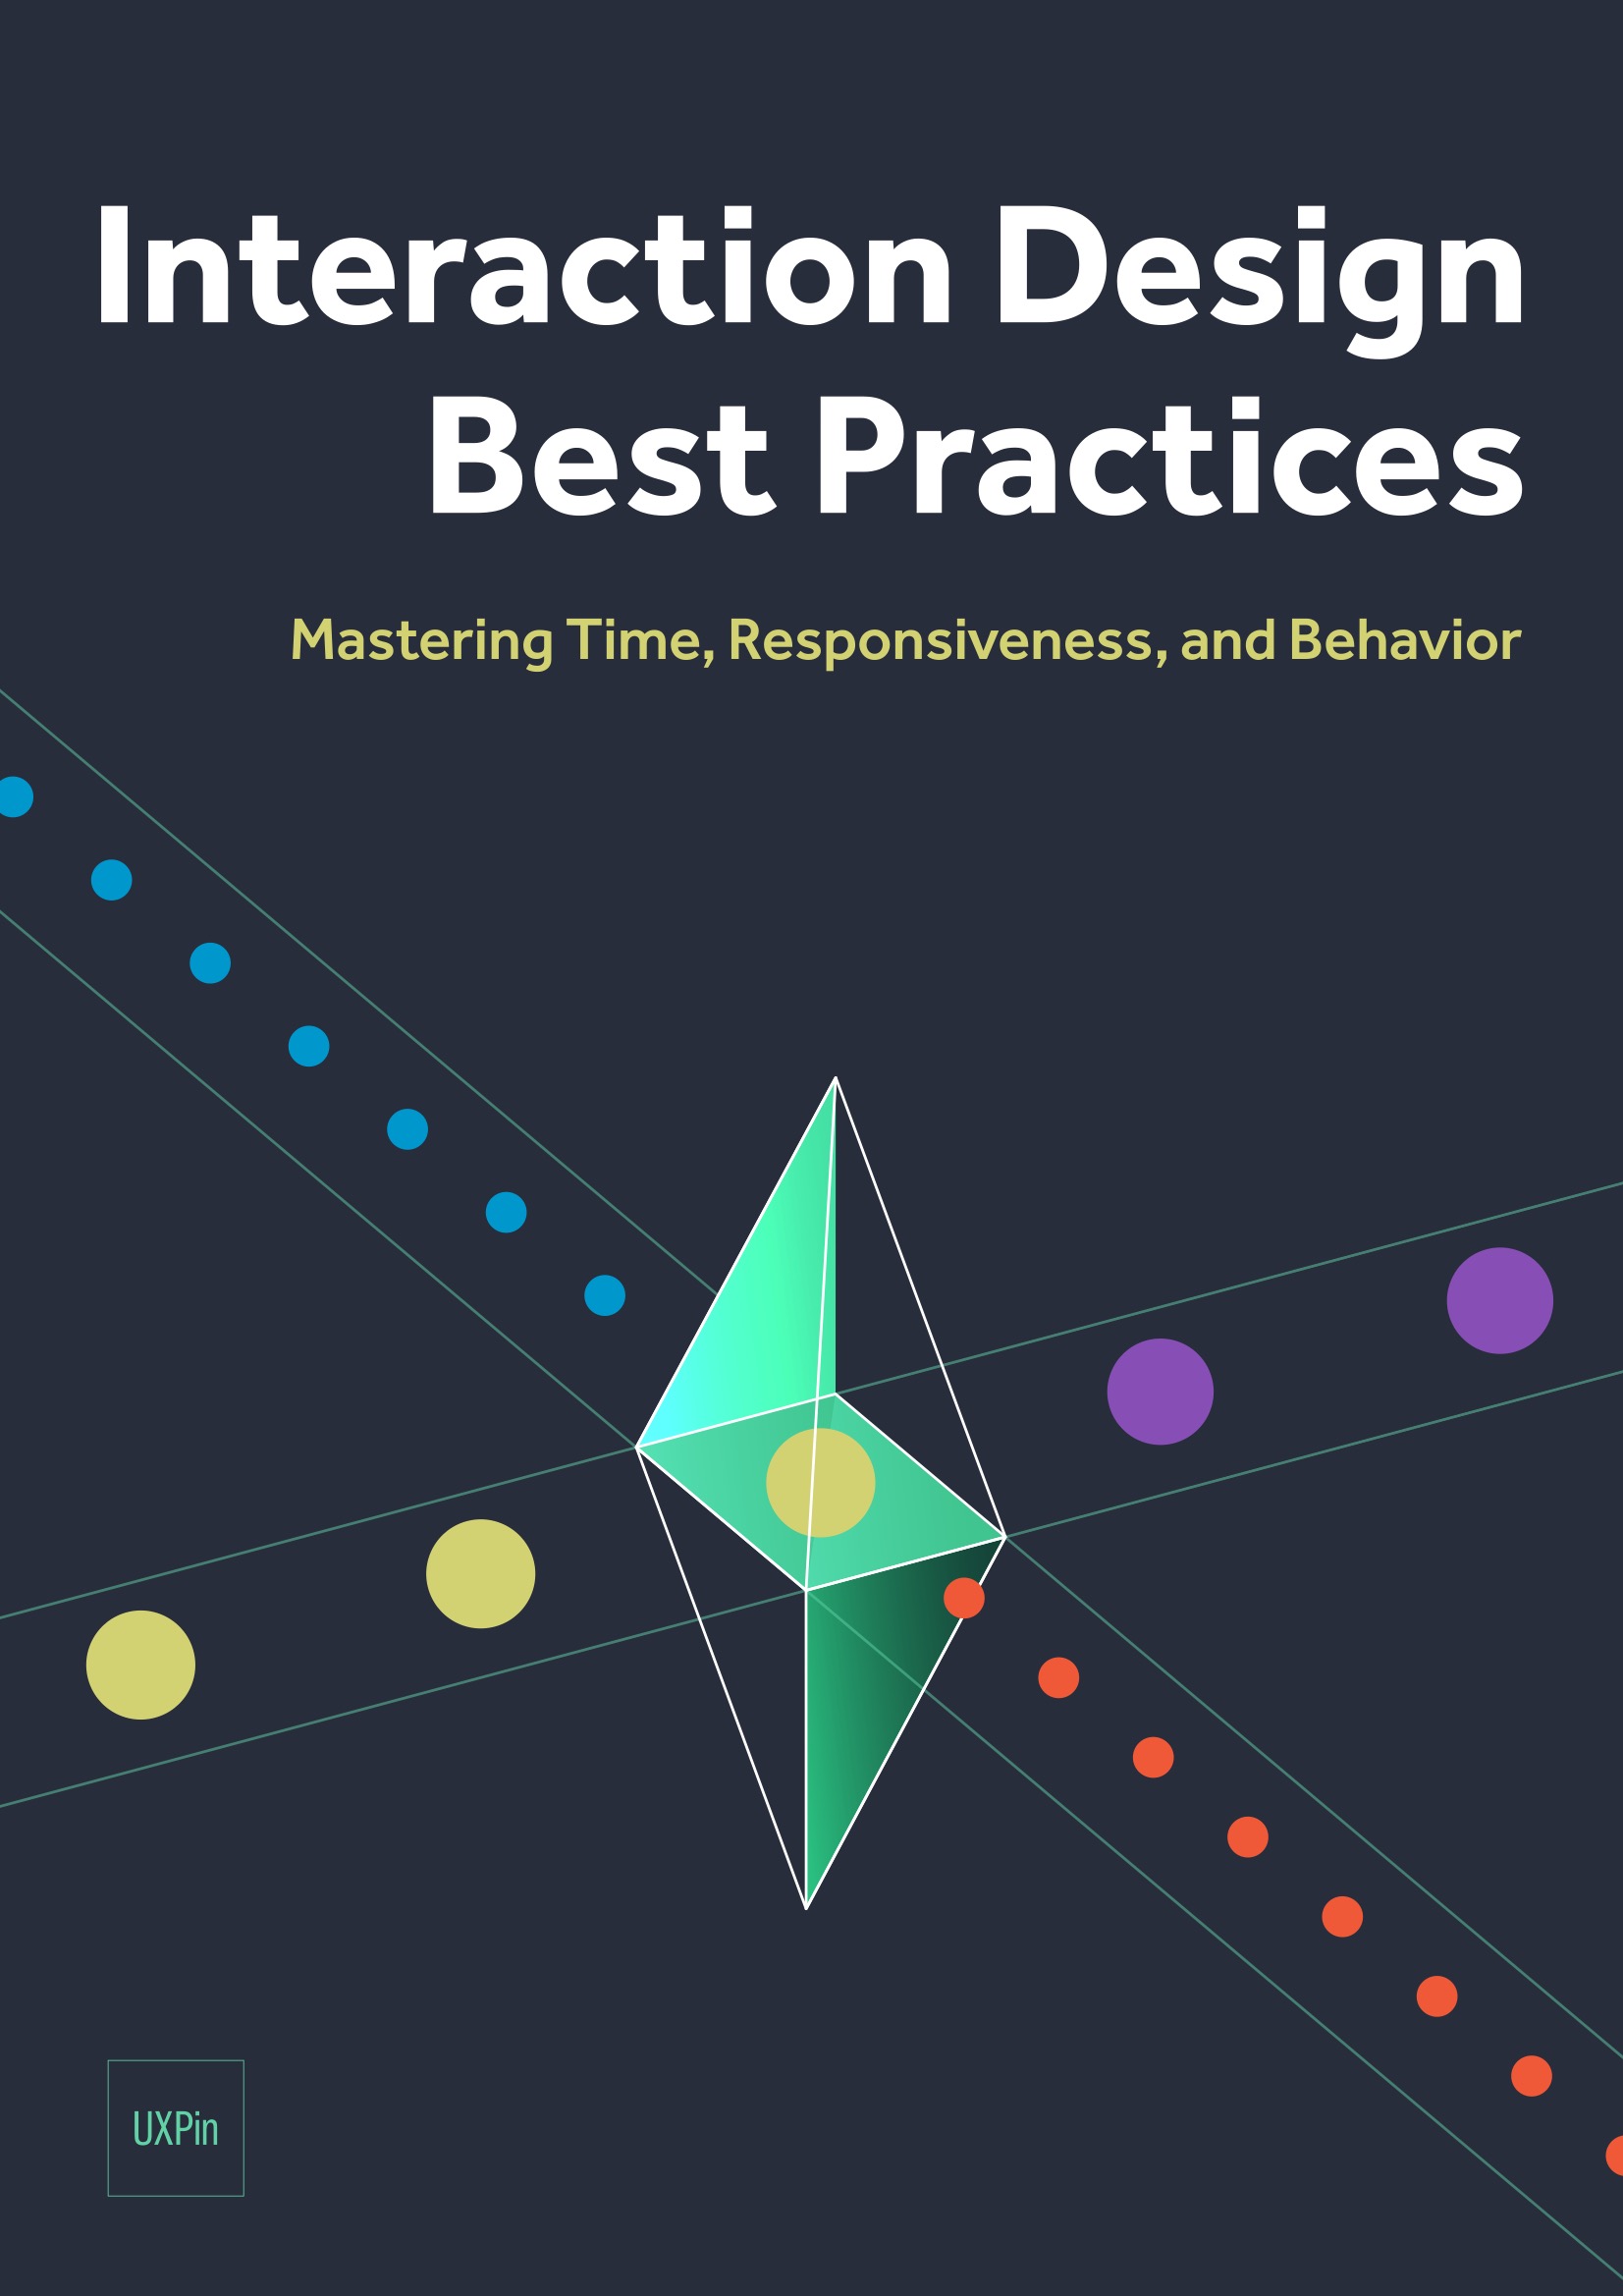 Interaction Design
Best Practices
Mastering Time, Responsiveness, and Behavior
UXPin